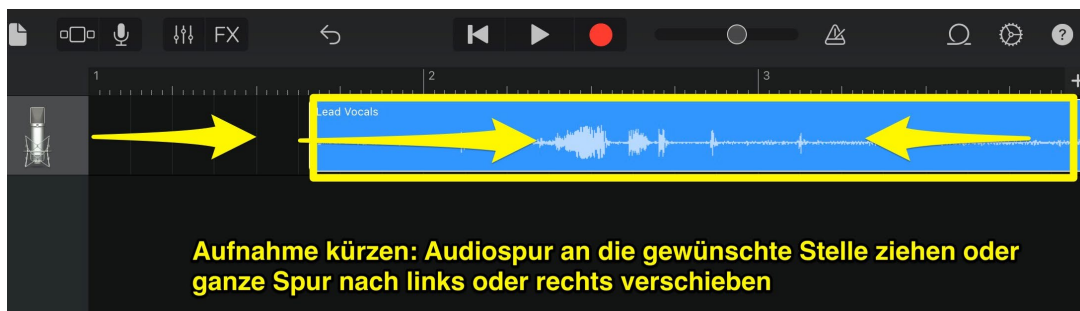 FX
?
1 2 3
+
Lead Vocals
Aufnahme kürzen: Audiospur an die gewünschte Stelle ziehen oder
ganze Spur nach links oder rechts verschieben